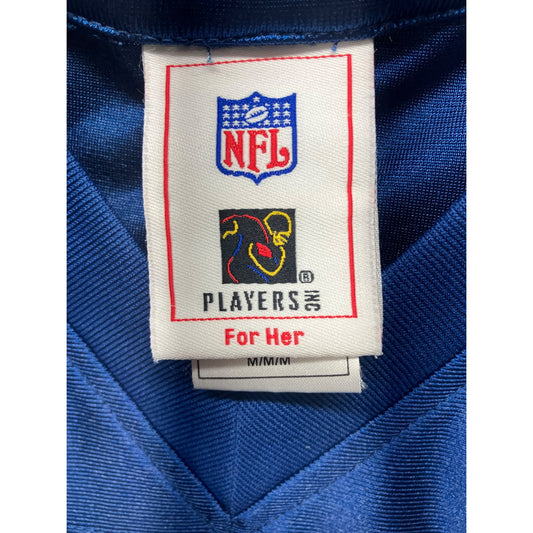 NFL
®
PLAYERS INC
For Her
M/M/M